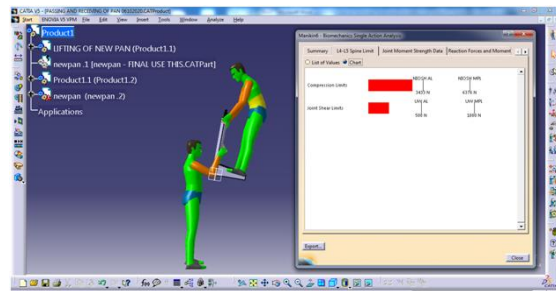 CATIA V5 - [PASSING AND RECEIVING OF PAN 06102020.CATProduct]
Start ENOVIA V5 VPM File Edit View Insert Tools Window Analyze Help
Product1
LIFTING OF NEW PAN (Product1.1)
newpan .1 [newpan - FINAL USE THIS.CATPart]
Product1.1 (Product1.2)
newpan (newpan .2)
Applications
Manikin6 - Biomechanics Single Action Analysis
Summary L4-L5 Spine Limit Joint Moment Strength Data Reaction Forces and Moment
List of Values Chart
Compression Limits
NIOSH AL NIOSH MPL
3433 N 6376 N
Joint Shear Limits
UW AL UW MPL
500 N
Export...
Close